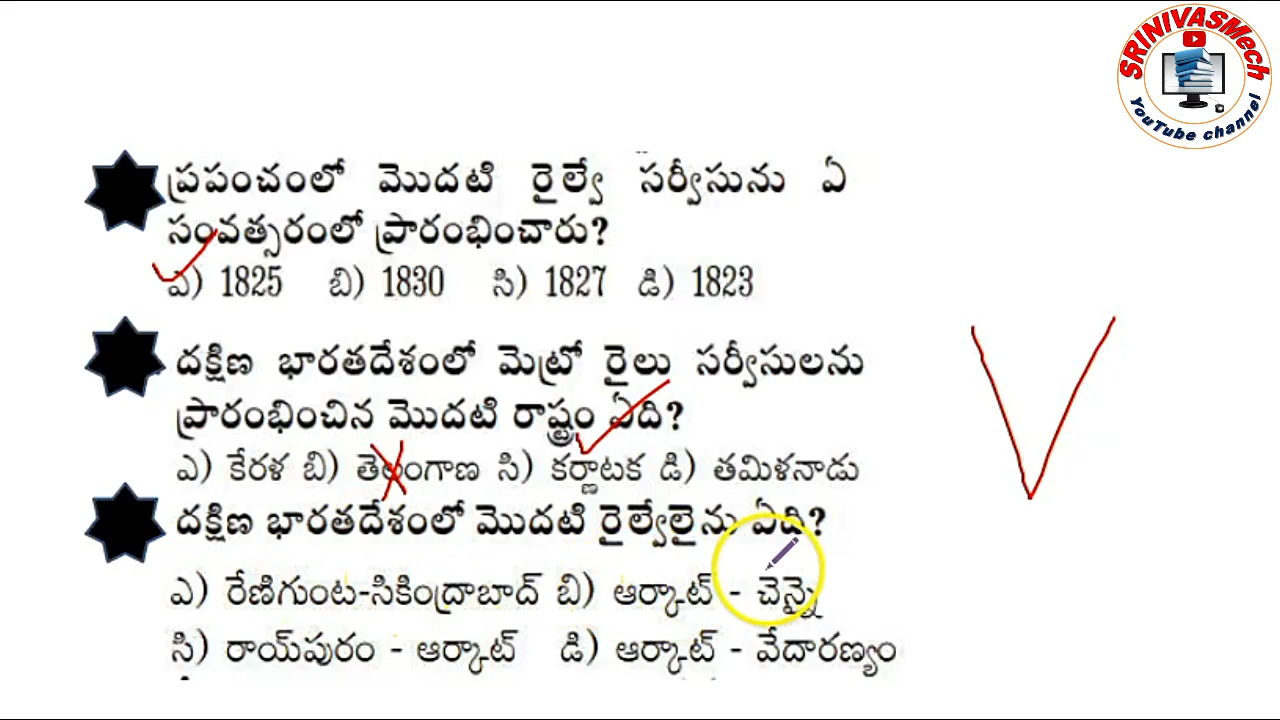 SRINIVASMech
YouTube channel
ప్రపంచంలో మొదటి రైల్వే సర్వీసును ఏ
సంవత్సరంలో ప్రారంభించారు?
ఎ) 1825 బి) 1830 సి) 1827 డి) 1823
దక్షిణ భారతదేశంలో మెట్రో రైలు సర్వీసులను
ప్రారంభించిన మొదటి రాష్ట్రం ఏది?
ఎ) కేరళ బి) తెలంగాణ సి) కర్ణాటక డి) తమిళనాడు
దక్షిణ భారతదేశంలో మొదటి రైల్వేలైను ఏది?
ఎ) రేణిగుంట-సికింద్రాబాద్ బి) ఆర్కాట్ - చెన్నై
సి) రాయ్‌పురం - ఆర్కాట్ డి) ఆర్కాట్ - వేదారణ్యం